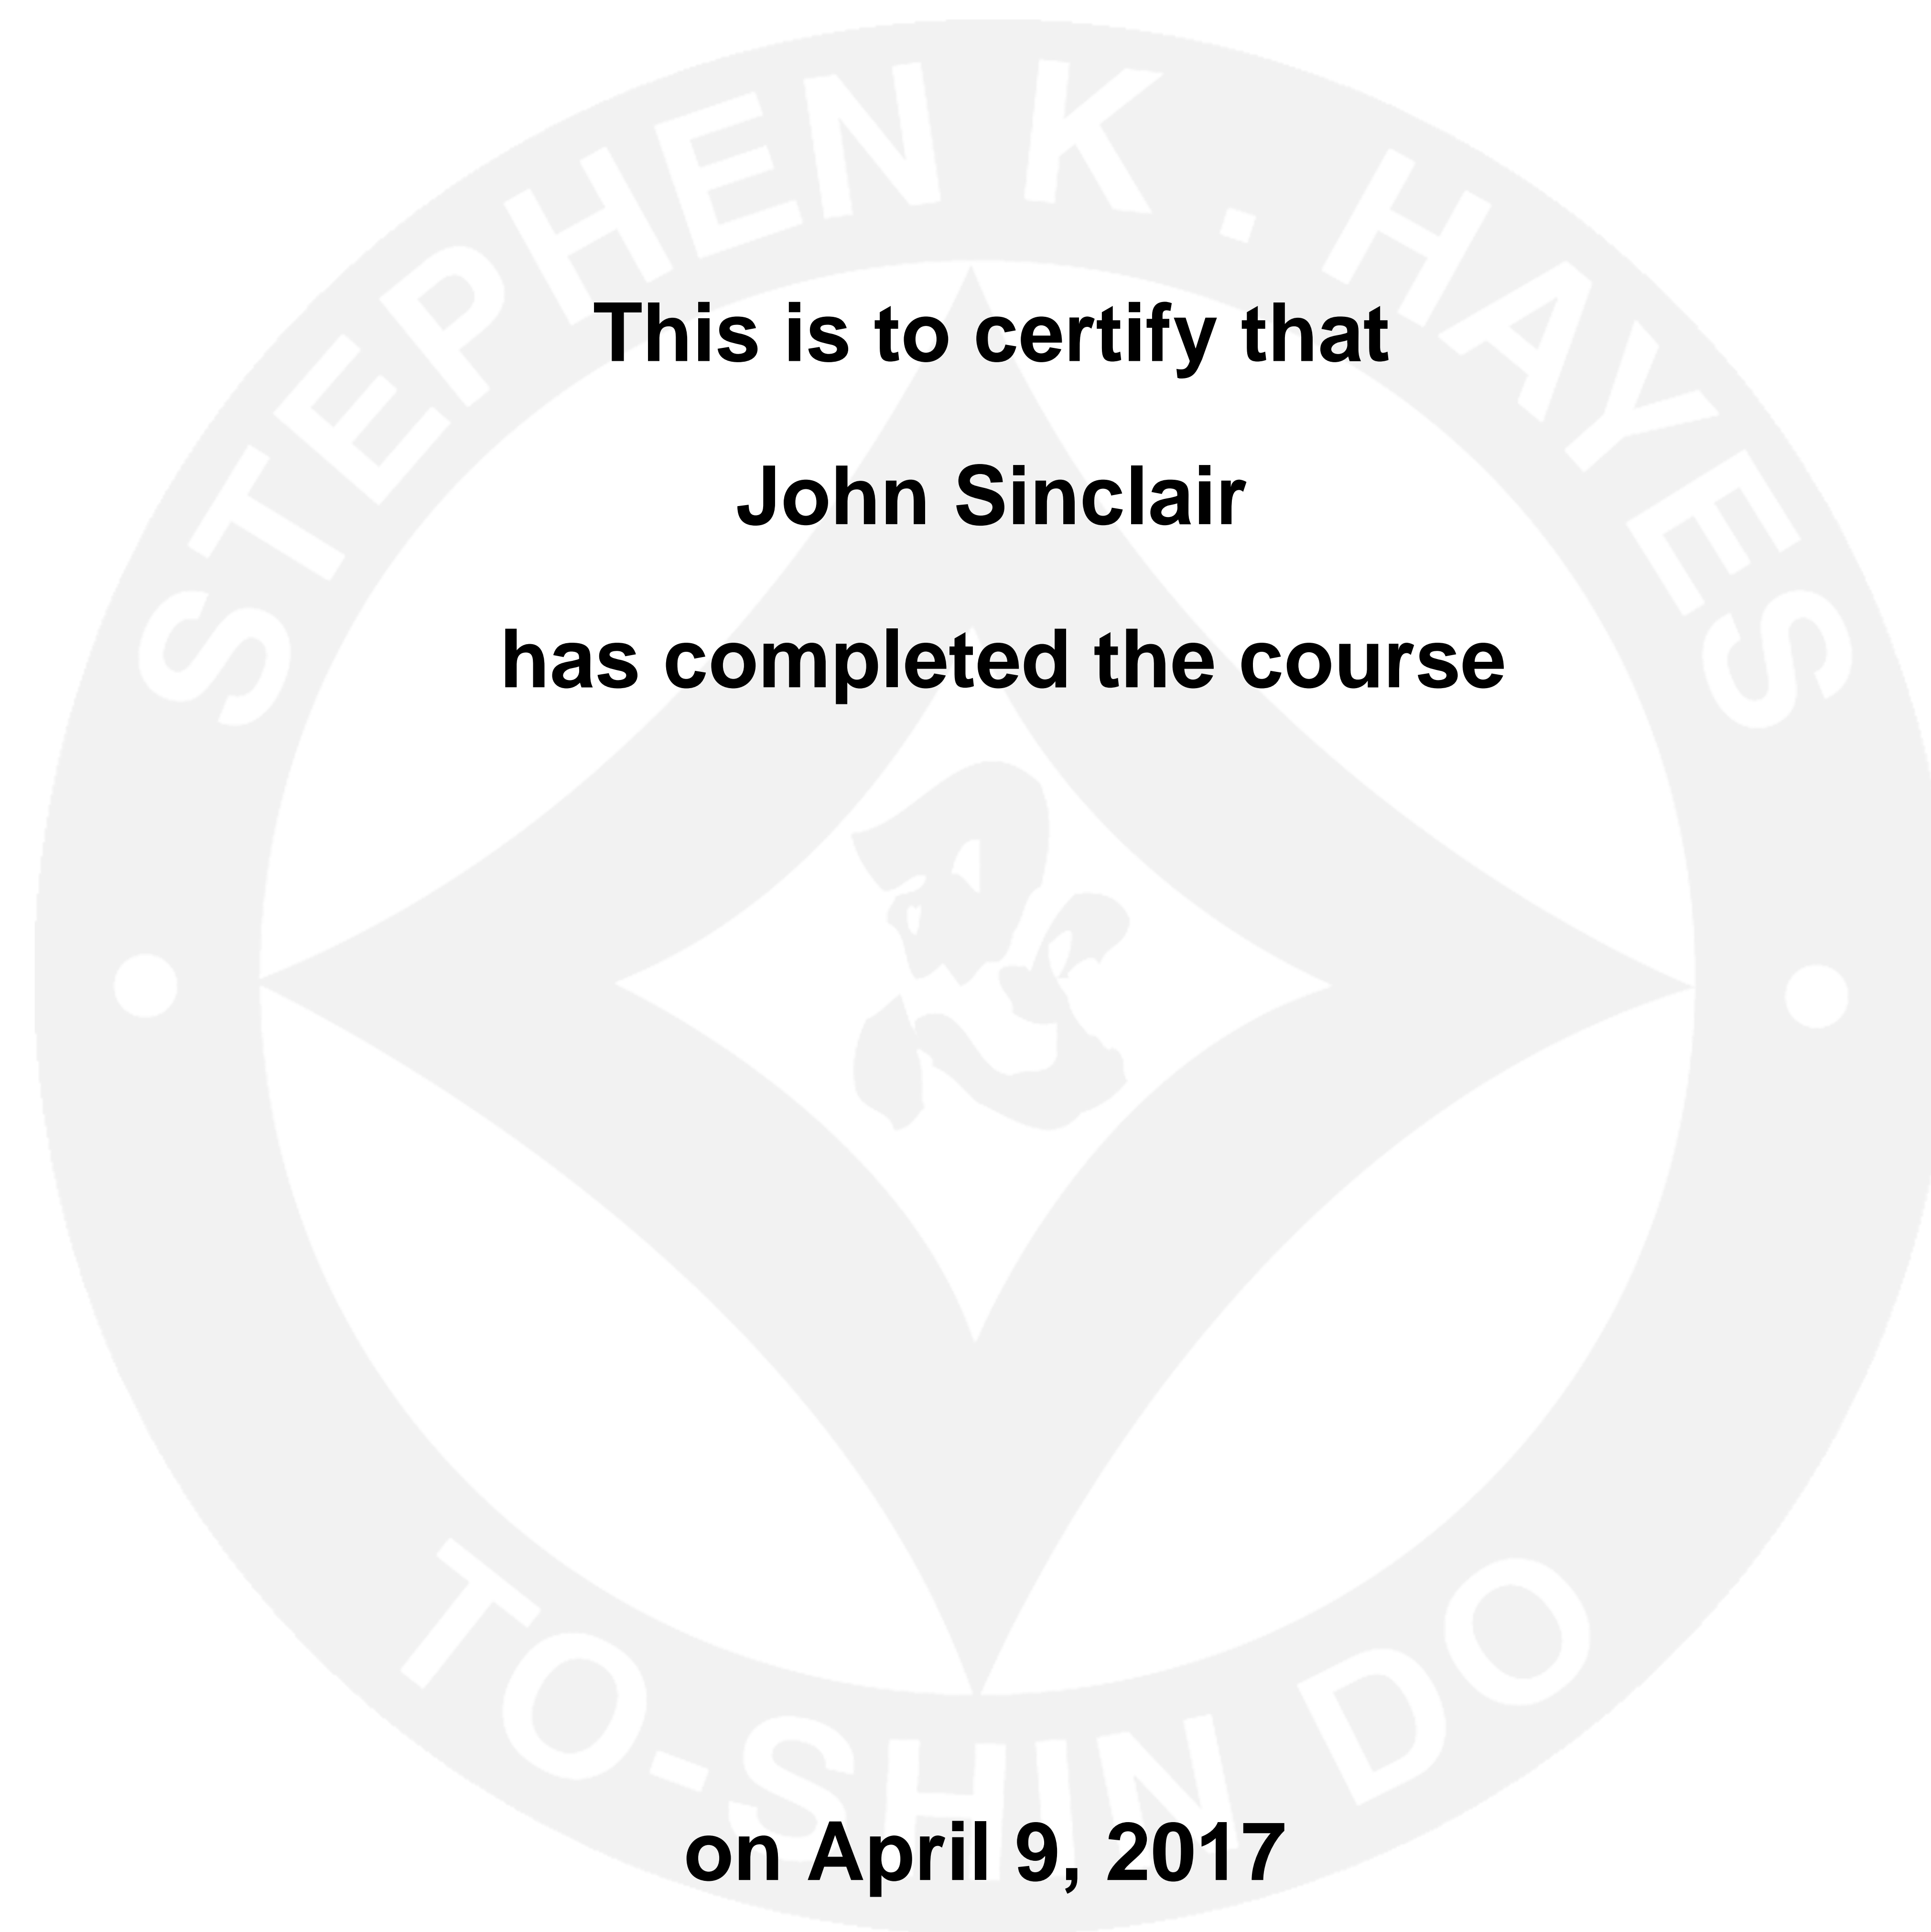 STEPHEN K. HAYES
This is to certify that
John Sinclair
has completed the course
忍
TO-SHIN DO
on April 9, 2017